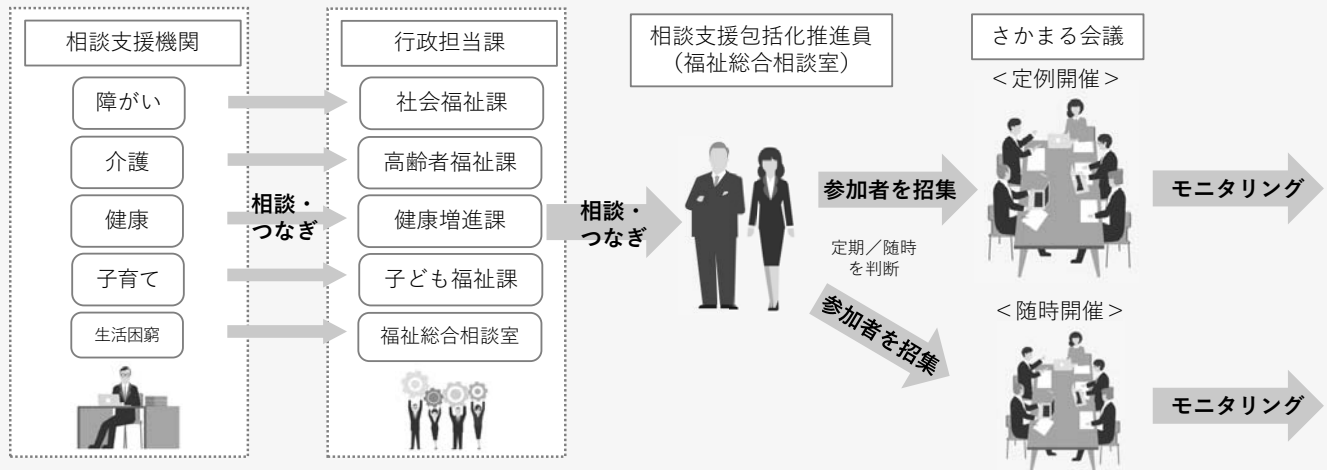 相談支援機関
障がい
介護
健康
子育て
生活困窮
相談・
つなぎ
行政担当課
社会福祉課
高齢者福祉課
健康増進課
子ども福祉課
福祉総合相談室
相談・
つなぎ
相談支援包括化推進員
（福祉総合相談室）
参加者を招集
定期／随時
を判断
参加者を招集
さかまる会議
＜定例開催＞
モニタリング
＜随時開催＞
モニタリング